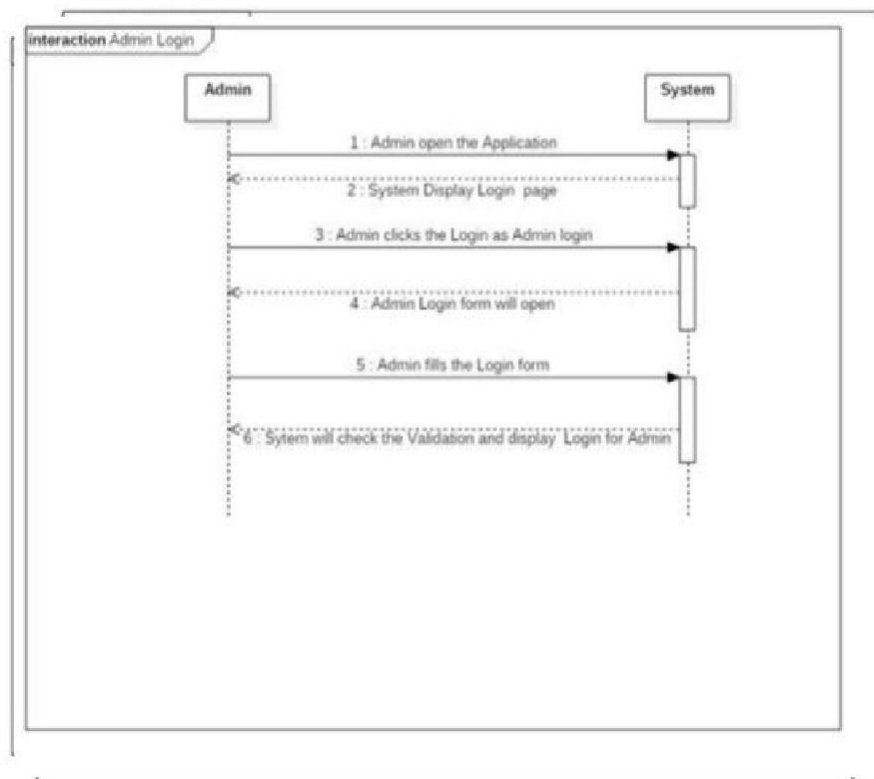 interaction Admin Login
Admin
System
1 : Admin open the Application
2 : System Display Login page
3 : Admin clicks the Login as Admin login
4 : Admin Login form will open
5 : Admin fills the Login form
6 : Sytem will check the Validation and display Login for Admin